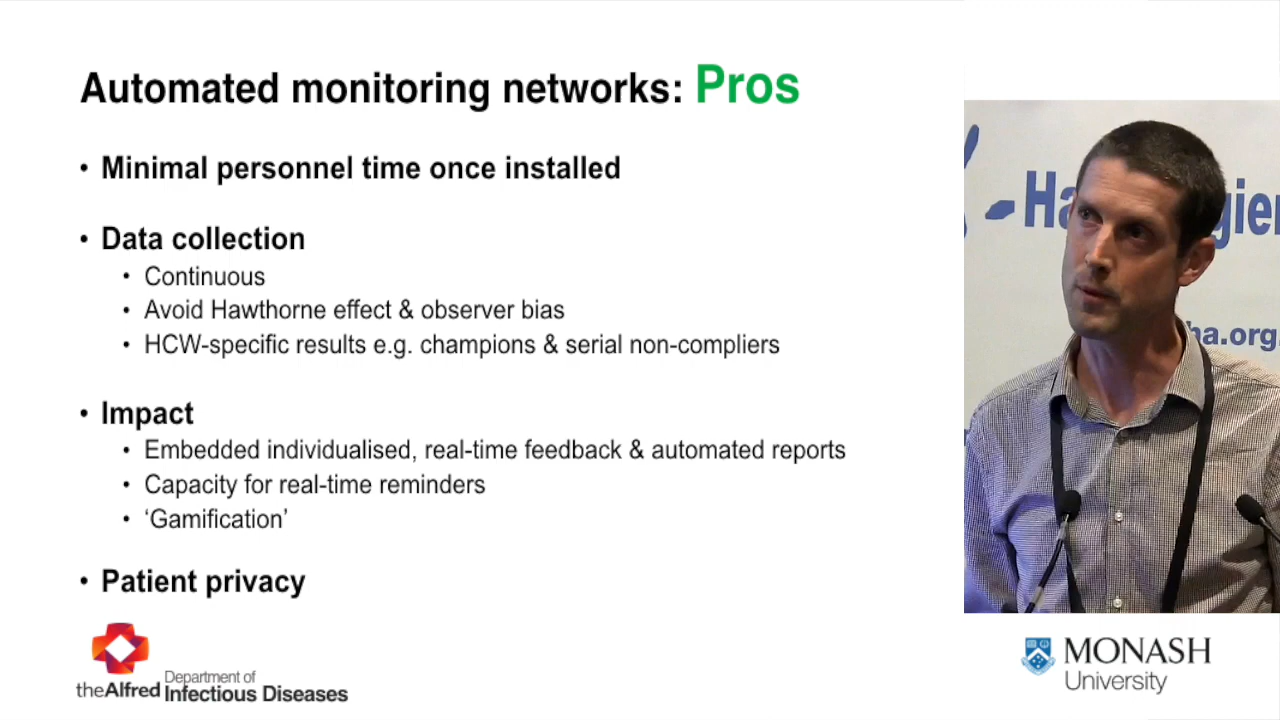 Automated monitoring networks: Pros
• Minimal personnel time once installed
• Data collection
• Continuous
• Avoid Hawthorne effect & observer bias
• HCW-specific results e.g. champions & serial non-compliers
• Impact
• Embedded individualised, real-time feedback & automated reports
• Capacity for real-time reminders
• ‘Gamification’
• Patient privacy
theAlfred
Department of
Infectious Diseases
MONASH
University
ha.org.